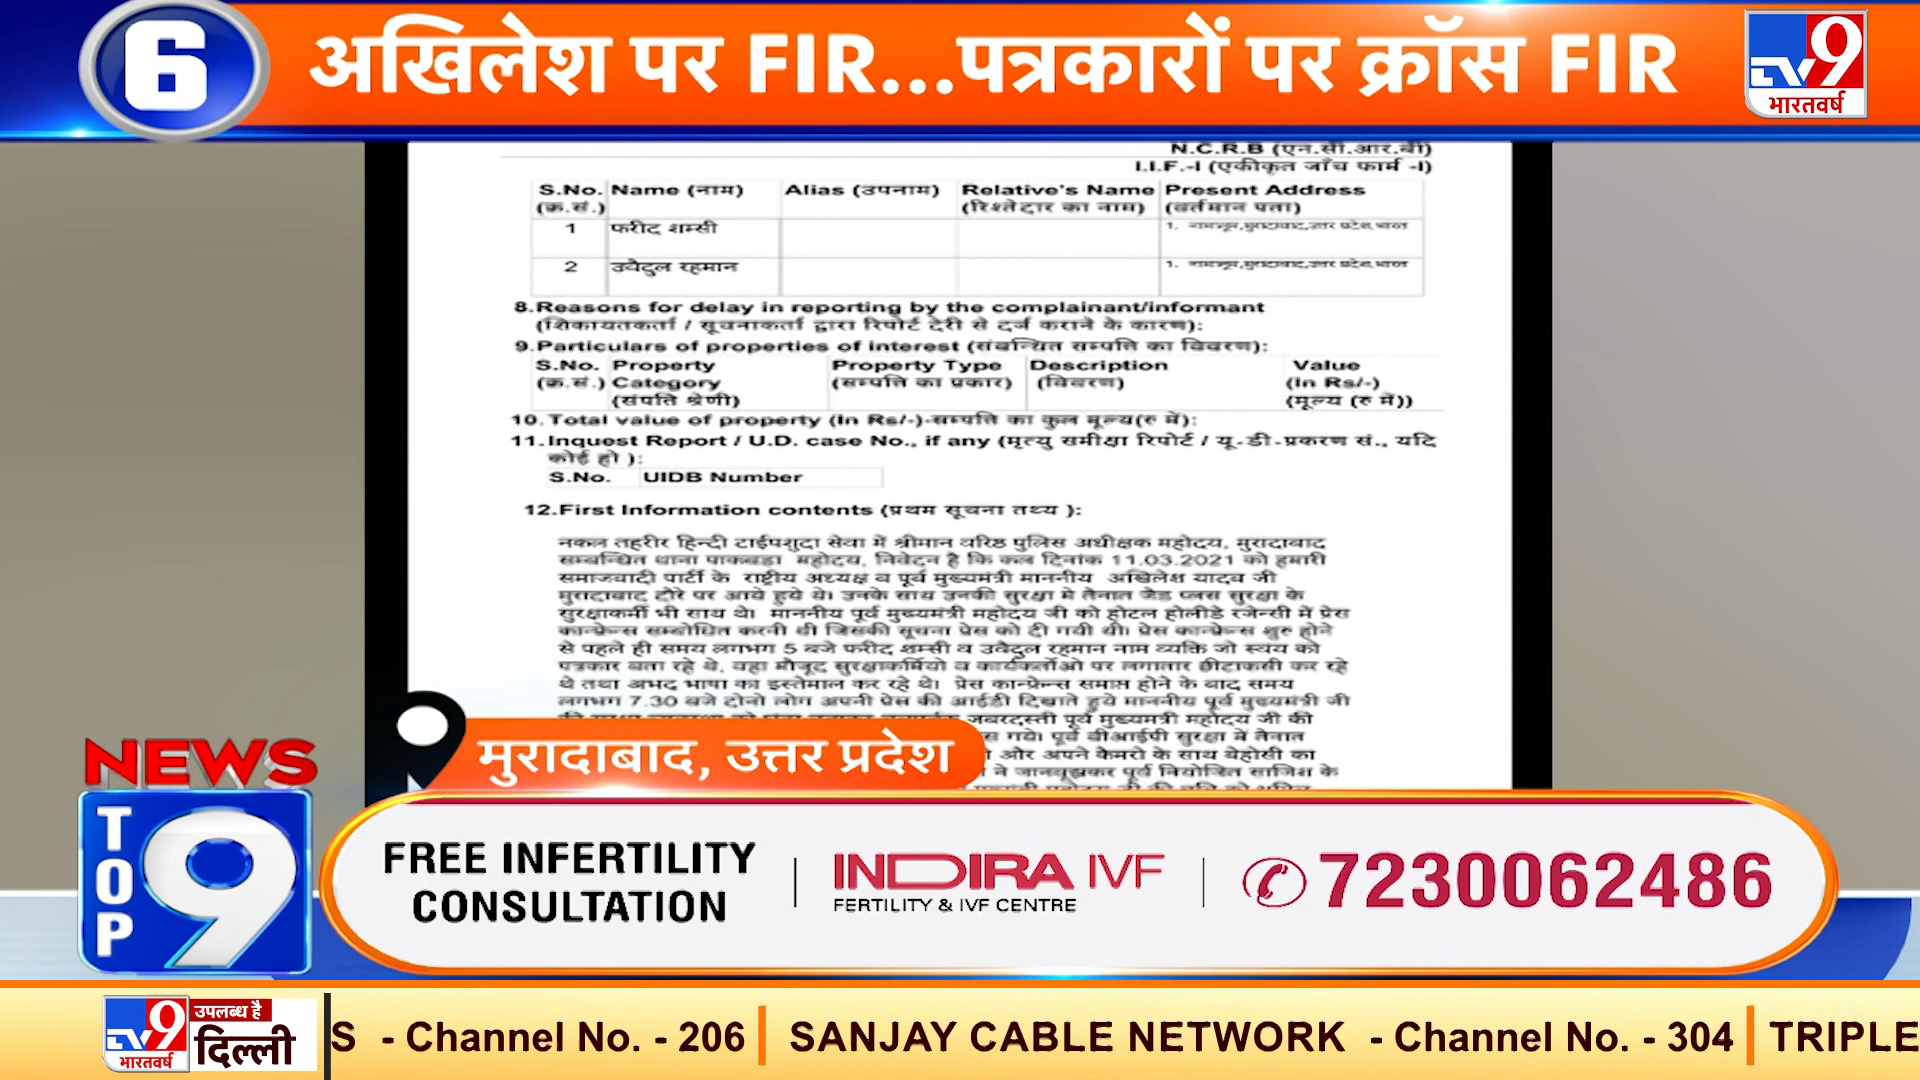 6
अखिलेश पर FIR...पत्रकारों पर क्रॉस FIR
TV9
भारतवर्ष
N.C.R.B (एन.सी.आर.बी)
I.I.F.-I (एकीकृत जाँच फार्म -I)
S.No. Name (नाम) Alias (उपनाम) Relative's Name Present Address
(क्र.सं.) (रिश्तेदार का नाम) (वर्तमान पता)
1 फरीद शम्सी
2 उवैदुल रहमान
8.Reasons for delay in reporting by the complainant/informant
(शिकायतकर्ता / सूचनाकर्ता द्वारा रिपोर्ट देरी से दर्ज कराने के कारण):
9.Particulars of properties of interest (संबन्धित सम्पत्ति का विवरण):
S.No. Property Property Type Description Value
(क्र.सं.) Category (सम्पत्ति का प्रकार) (विवरण) (In Rs/-)
(संपत्ति श्रेणी) (मूल्य (रु में))
10.Total value of property (In Rs/-)-सम्पत्ति का कुल मूल्य(रु में):
11.Inquest Report / U.D. case No., if any (मृत्यु समीक्षा रिपोर्ट / यू.डी.प्रकरण सं., यदि
कोई हो ):
S.No. UIDB Number
12.First Information contents (प्रथम सूचना तथ्य ):
नकल तहरीर हिन्दी टाईपशुदा सेवा में श्रीमान वरिष्ठ पुलिस अधीक्षक महोदय, मुरादाबाद
सम्बन्धित थाना पाकबडा महोदय, निवेदन है कि कल दिनांक 11.03.2021 को हमारी
समाजवादी पार्टी के राष्ट्रीय अध्यक्ष व पूर्व मुख्यमंत्री माननीय अखिलेश यादव जी
मुरादाबाद दौरे पर आये हुये थे। उनके साथ उनकी सुरक्षा मे तैनात जैड प्लस सुरक्षा के
सुरक्षाकर्मी भी साथ थे। माननीय पूर्व मुख्यमंत्री महोदय जी को होटल होलीडे रजेन्सी में प्रेस
कान्फ्रेन्स सम्बोधित करनी थी जिसकी सूचना प्रेस को दी गयी थी। प्रेस कान्फ्रेन्स शुरु होने
से पहले ही समय लगभग 5 बजे फरीद शम्सी व उवैदुल रहमान नाम व्यक्ति जो स्वयं को
पत्रकार बता रहे थे, वहा मौजूद सुरक्षाकर्मियो व कार्यकर्ताओ पर लगातार छीटाकसी कर रहे
थे तथा अभद्र भाषा का इस्तेमाल कर रहे थे। प्रेस कान्फ्रेन्स समाप्त होने के बाद समय
लगभग 7.30 बजे दोनो लोग अपनी प्रेस की आईडी दिखाते हुये माननीय पूर्व मुख्यमंत्री जी
जबरदस्ती पूर्व मुख्यमंत्री महोदय जी की
गये। पूर्व वीआईपी सुरक्षा में तैनात
और अपने कैमरो के साथ बेहोसी का
ने जानबूझकर पूर्व नियोजित साजिश के
मुरादाबाद, उत्तर प्रदेश
NEWS
TOP
9
FREE INFERTILITY
CONSULTATION
INDIRA IVF
FERTILITY & IVF CENTRE
7230062486
TV9
भारतवर्ष
उपलब्ध है
दिल्ली
S - Channel No. - 206 | SANJAY CABLE NETWORK - Channel No. - 304 | TRIPLE